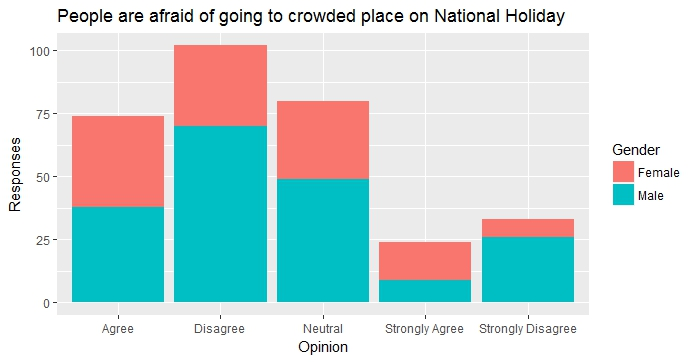 People are afraid of going to crowded place on National Holiday
Responses
100
75
50
25
0
Agree
Disagree
Neutral
Strongly Agree
Strongly Disagree
Opinion
Gender
Female
Male